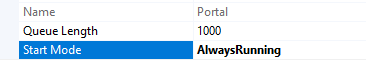 Name Portal
Queue Length 1000
Start Mode AlwaysRunning